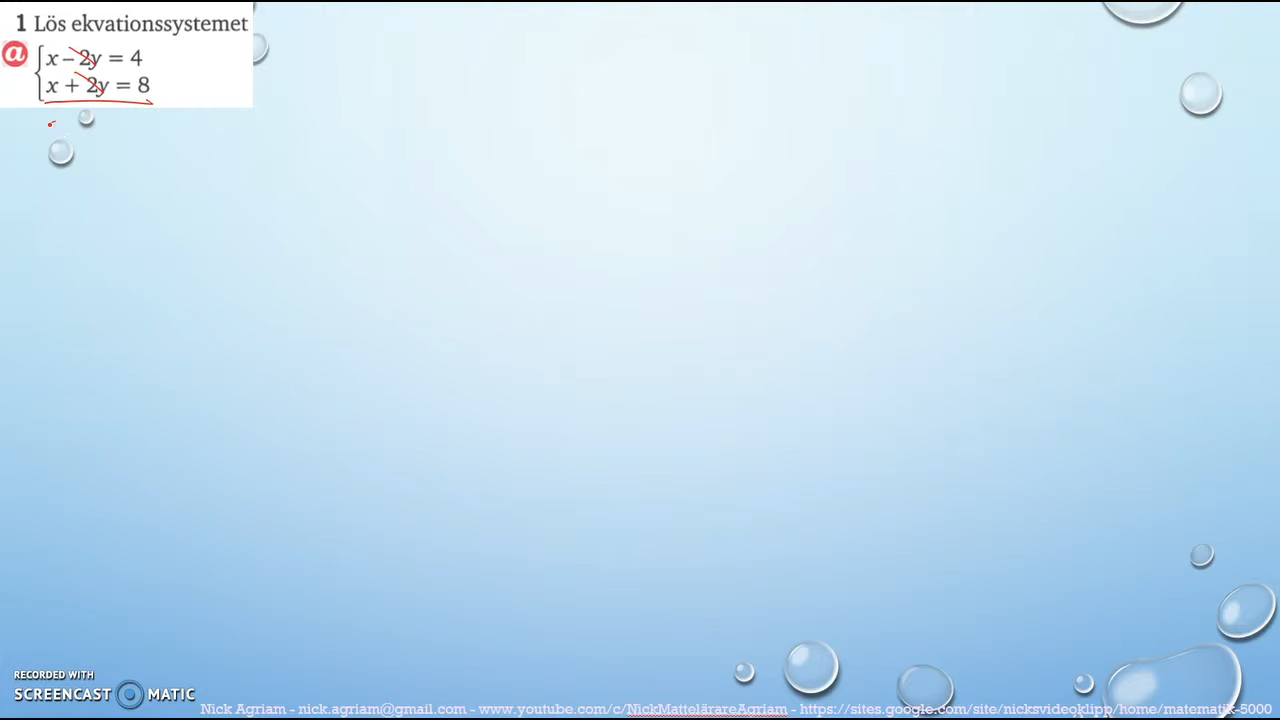 1 Lös ekvationssystemet
a
x − 2y = 4
x + 2y = 8
RECORDED WITH
SCREENCAST MATIC
Nick Agriam - nick.agriam@gmail.com - www.youtube.com/c/NickMattelärareAgriam - https://sites.google.com/site/nicksvideoklipp/home/matematik-5000